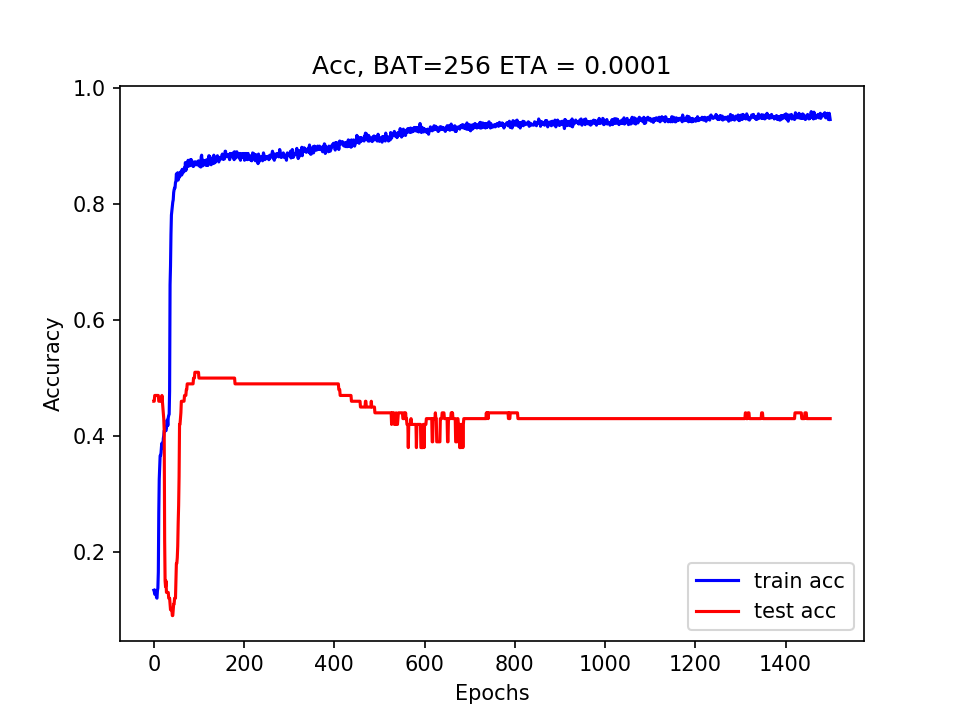 Acc, BAT=256 ETA = 0.0001
1.0
0.8
0.6
0.4
0.2
Accuracy
0 200 400 600 800 1000 1200 1400
Epochs
train acc
test acc